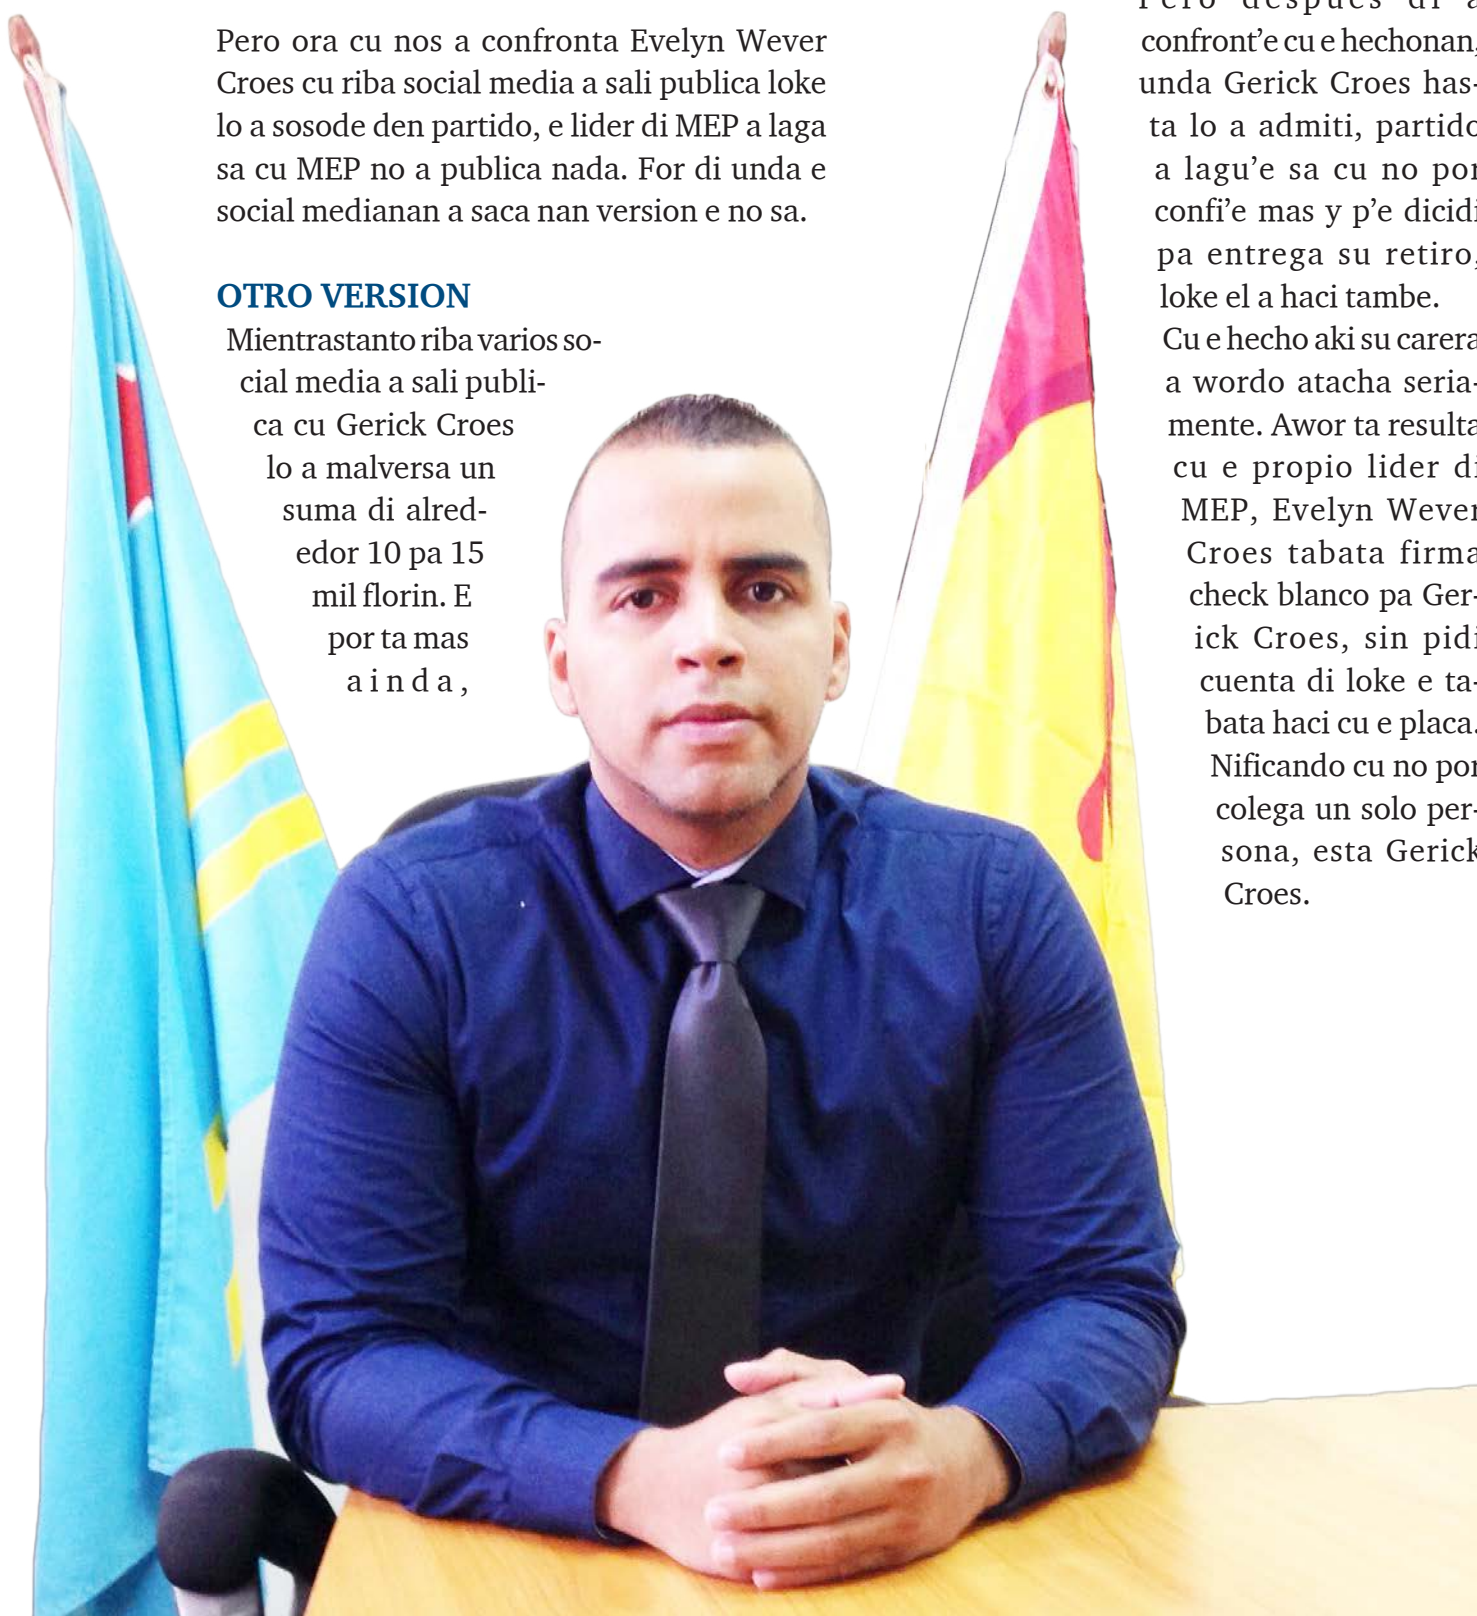 Pero ora cu nos a confronta Evelyn Wever
Croes cu riba social media a sali publica loke
lo a sosode den partido, e lider di MEP a laga
sa cu MEP no a publica nada. For di unda e
social medianan a saca nan version e no sa.
OTRO VERSION
Mientrastanto riba varios so-
cial media a sali publi-
ca cu Gerick Croes
lo a malversa un
suma di alred-
edor 10 pa 15
mil florin. E
por ta mas
ainda,
Pero despues di a
confront’e cu e hechonan,
unda Gerick Croes has-
ta lo a admiti, partido
a lagu’e sa cu no por
confi’e mas y p’e dicidi
pa entrega su retiro,
loke el a haci tambe.
Cu e hecho aki su carera
a wordo atacha seria-
mente. Awor ta resulta
cu e propio lider di
MEP, Evelyn Wever
Croes tabata firma
check blanco pa Ger-
ick Croes, sin pidi
cuenta di loke e ta-
bata haci cu e placa.
Nificando cu no por
colega un solo per-
sona, esta Gerick
Croes.